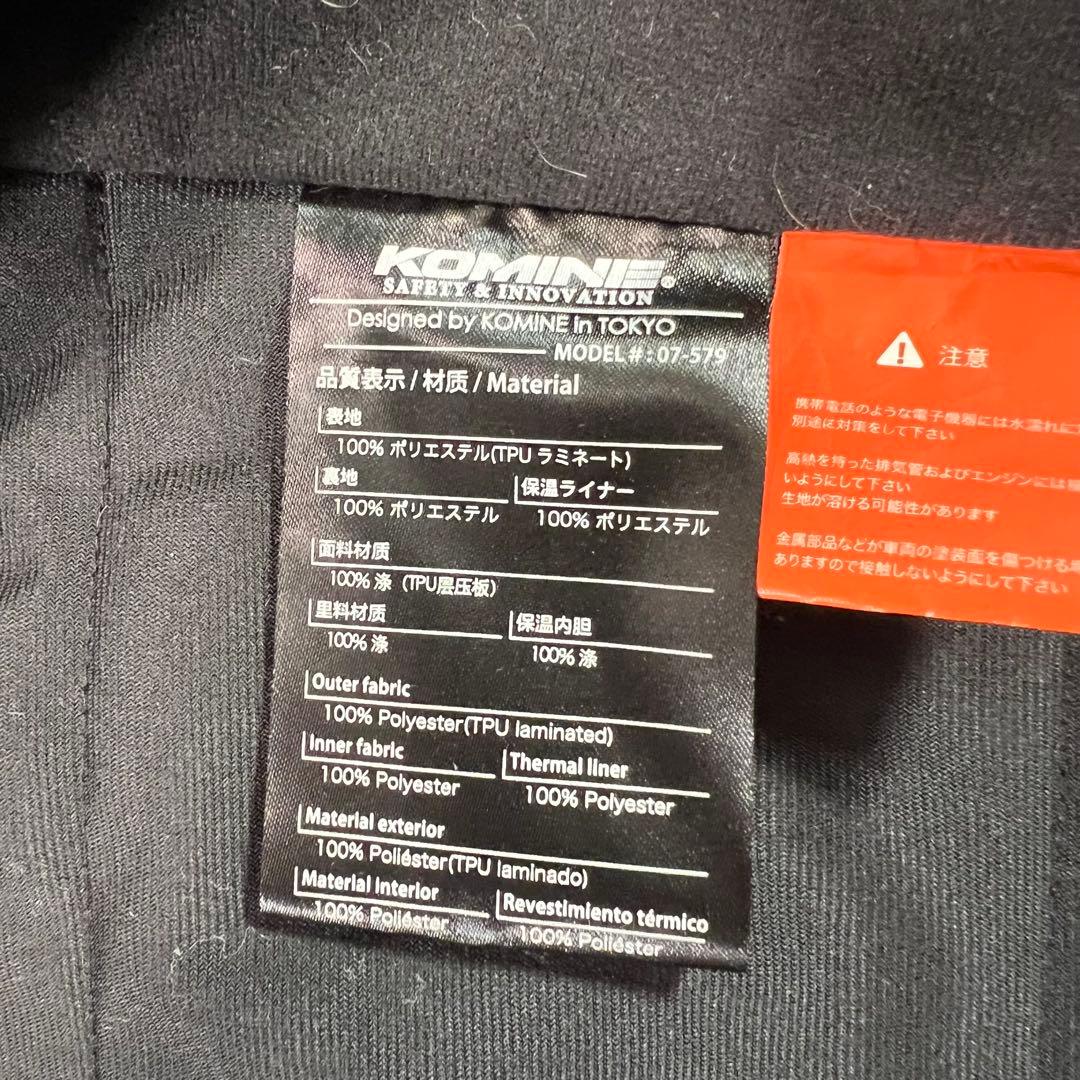 KOMINE®
SAFETY & INNOVATION
Designed by KOMINE in TOKYO
MODEL#: 07-579
品質表示 / 材质 / Material
表地
100% ポリエステル(TPU ラミネート)
裏地
保温ライナー
100% ポリエステル
100% ポリエステル
面料材质
100% 涤 (TPU层压板)
里料材质
保温内胆
100% 涤
100% 涤
Outer fabric
100% Polyester(TPU laminated)
Inner fabric
Thermal liner
100% Polyester
100% Polyester
Material exterior
100% Poliéster(TPU laminado)
Material interior
Revestimiento térmico
100% Poliéster
100% Poliéster
注意
携帯電話のような電子機器には水濡れに
別途に対策をして下さい
高熱を持った排気管およびエンジンには
いようにして下さい
生地が溶ける可能性があります
金属部品などが車両の塗装面を傷つける
ありますので接触しないようにして下さい